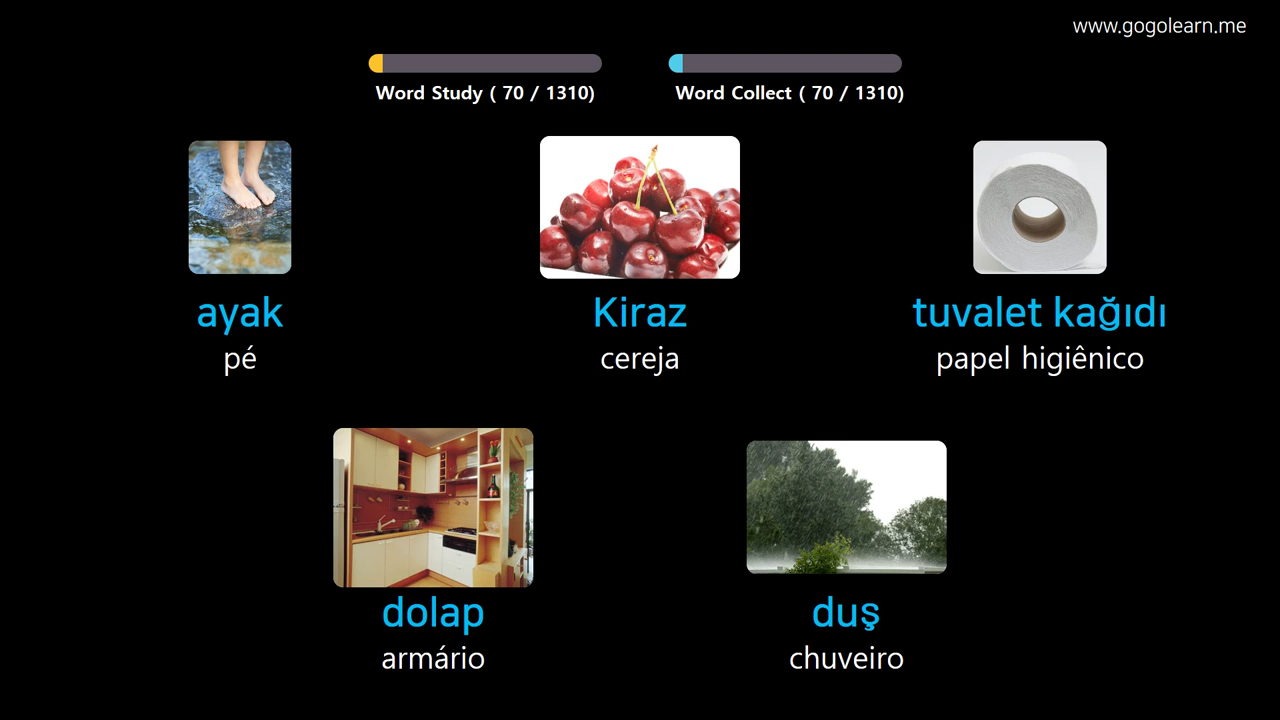 www.gogolearn.me
Word Study ( 70 / 1310)
Word Collect ( 70 / 1310)
ayak
pé
Kiraz
cereja
tuvalet kağıdı
papel higiênico
dolap
armário
duş
chuveiro